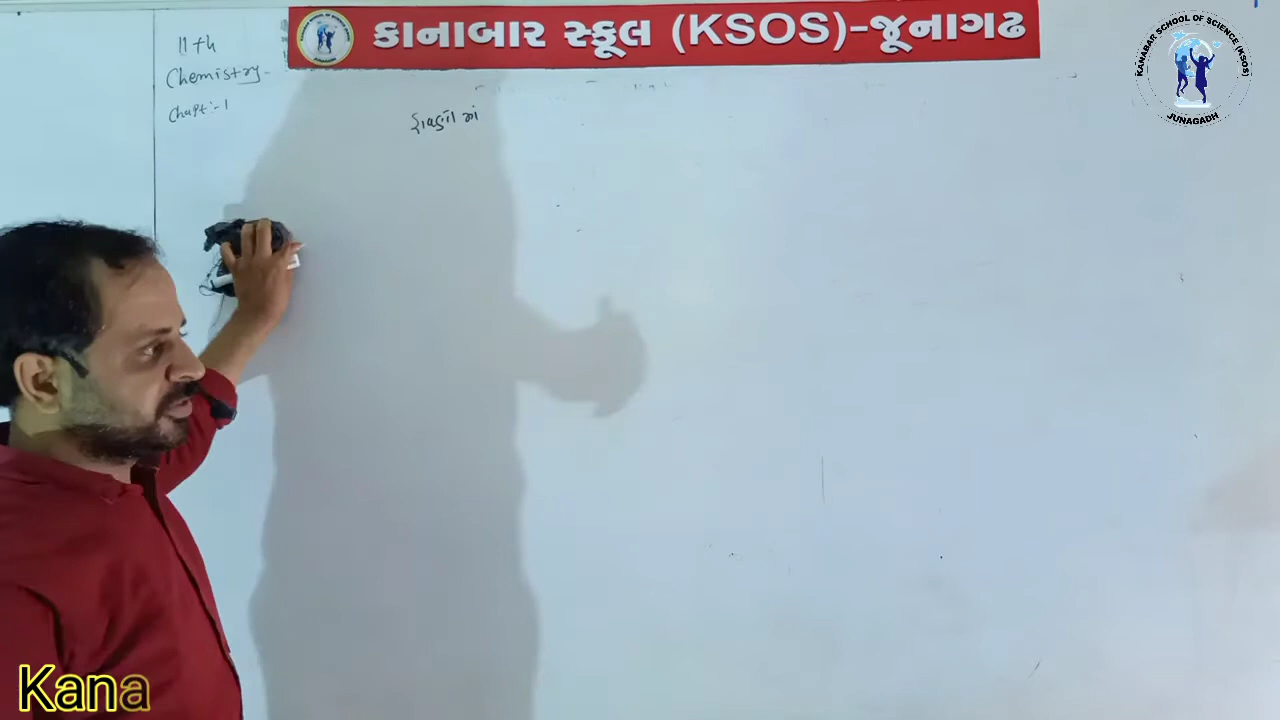 કાનાબાર સ્કૂલ (KSOS)-જૂનાગઢ
KANABAR SCHOOL OF SCIENCE (KSOS)
JUNAGADH
11th
Chemistry-
Chapt:-1
Kana